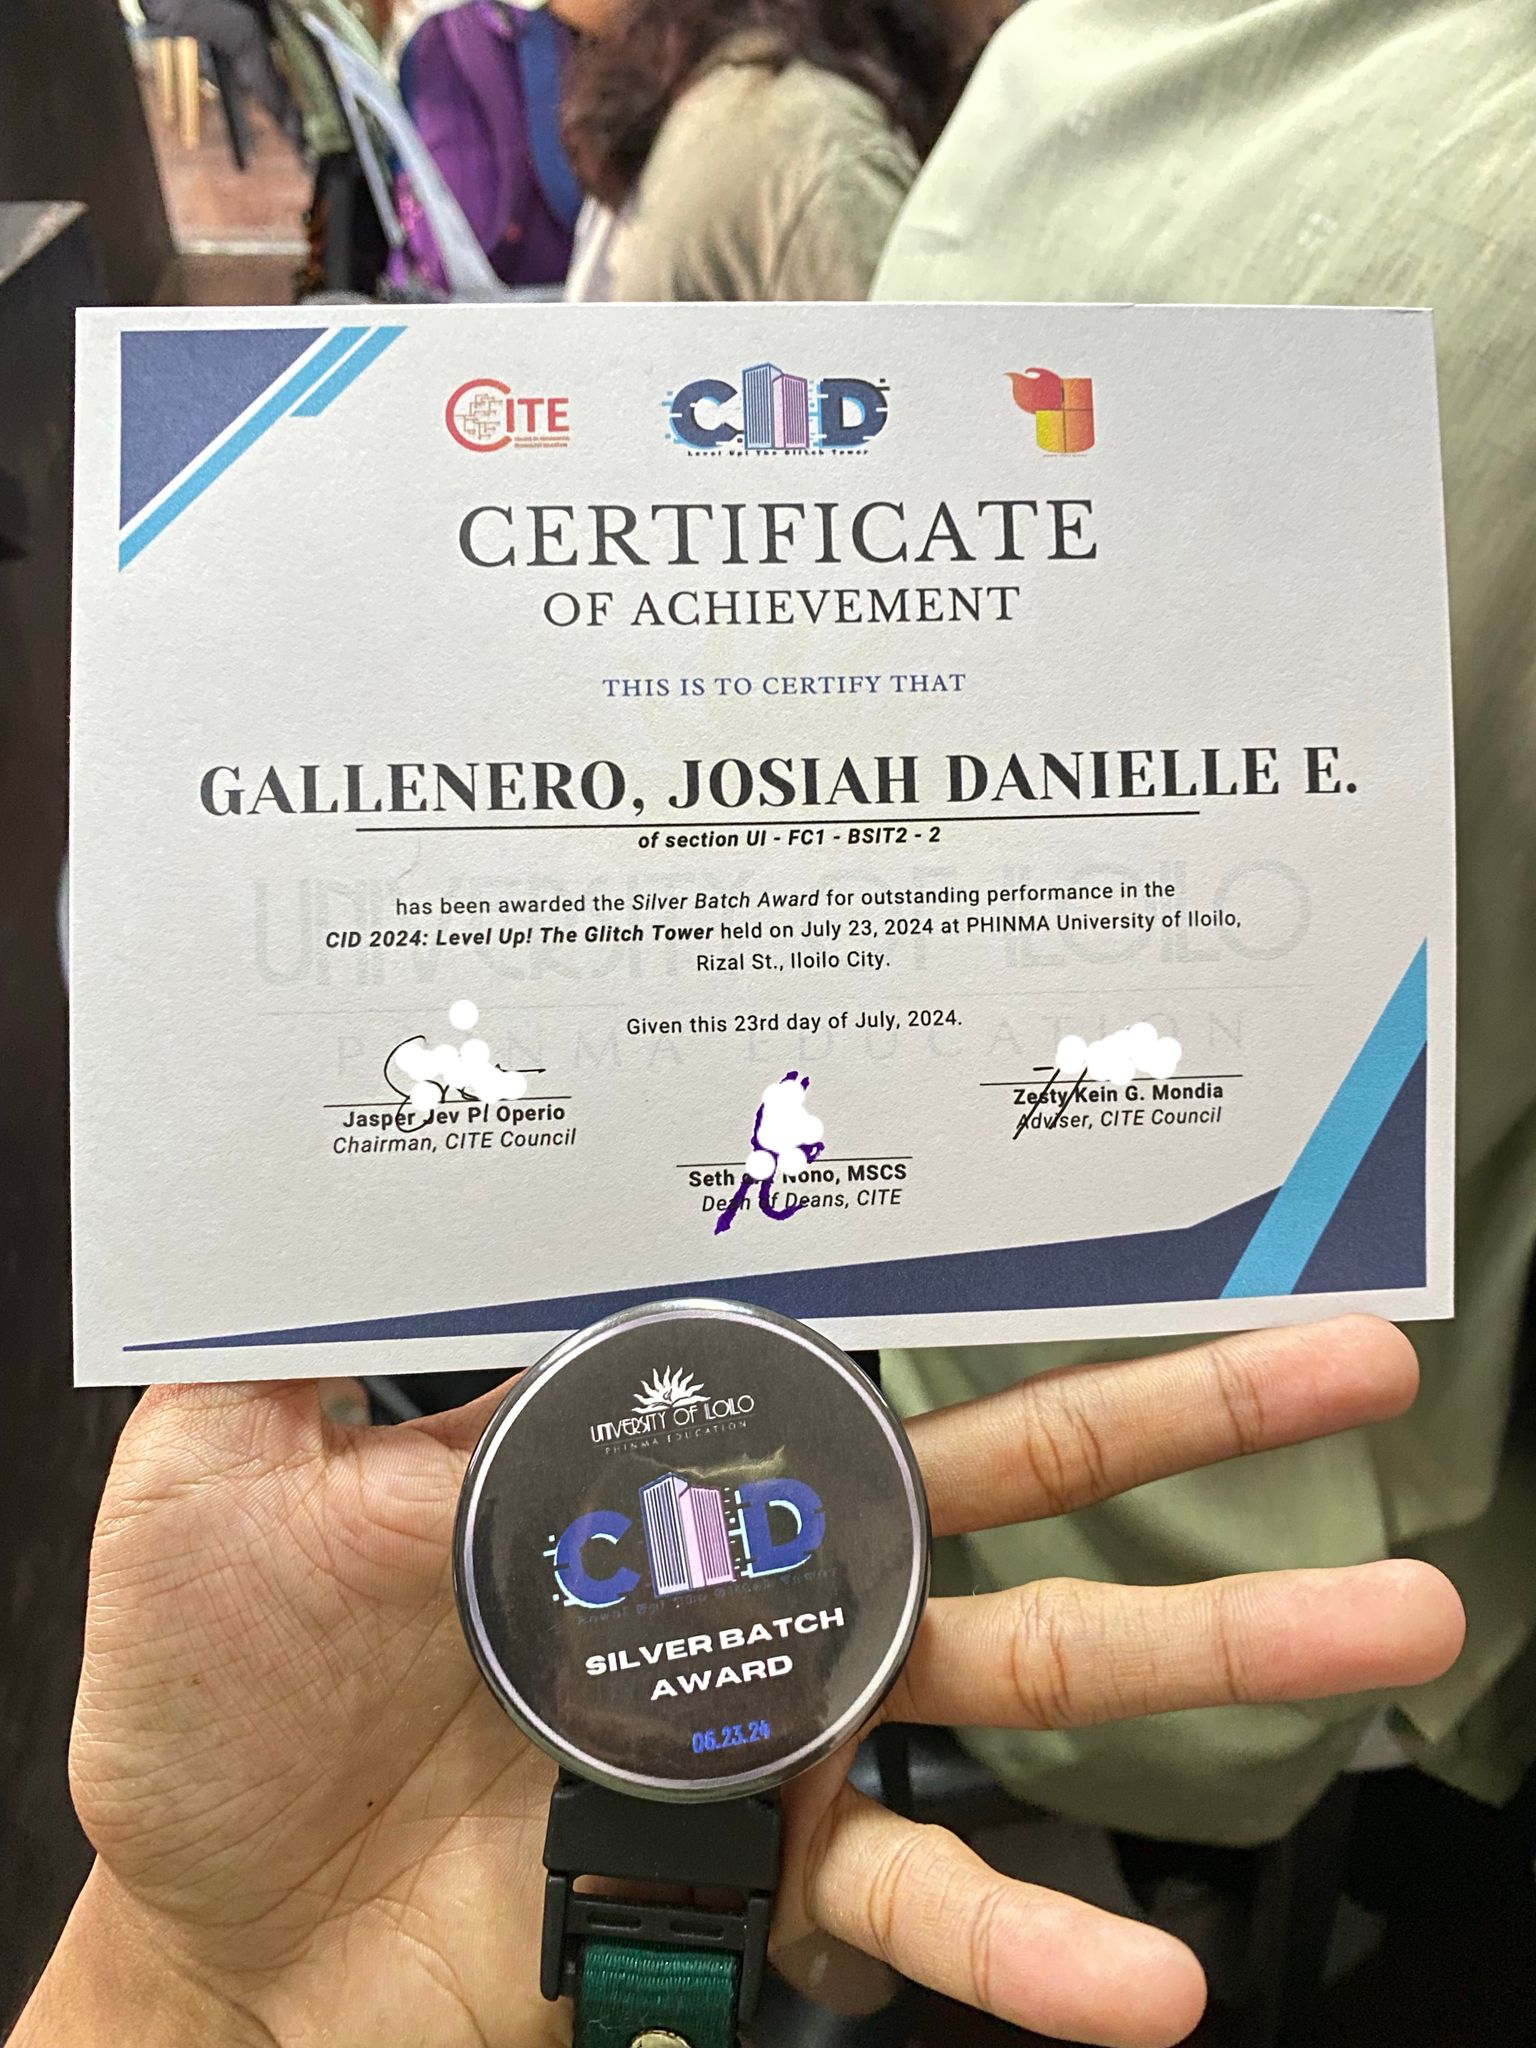 CITE
COLLEGE OF INFORMATION
TECHNOLOGY EDUCATION
CID
Level Up! The Glitch Tower
CERTIFICATE
OF ACHIEVEMENT
THIS IS TO CERTIFY THAT
GALLENERO, JOSIAH DANIELLE E.
of section UI - FC1 - BSIT2 - 2
UNIVERSITY OF ILOILO
has been awarded the Silver Batch Award for outstanding performance in the
CID 2024: Level Up! The Glitch Tower held on July 23, 2024 at PHINMA University of Iloilo,
Rizal St., Iloilo City.
PHINMA EDUCATION
Given this 23rd day of July, 2024.
Jasper Jev P. Operio
Chairman, CITE Council
Zesty Kein G. Mondia
Adviser, CITE Council
Seth Nono, MSCS
Dean of Deans, CITE
UNIVERSITY OF ILOILO
PHINMA EDUCATION
CID
Level Up! The Glitch Tower
SILVER BATCH
AWARD
06.23.24